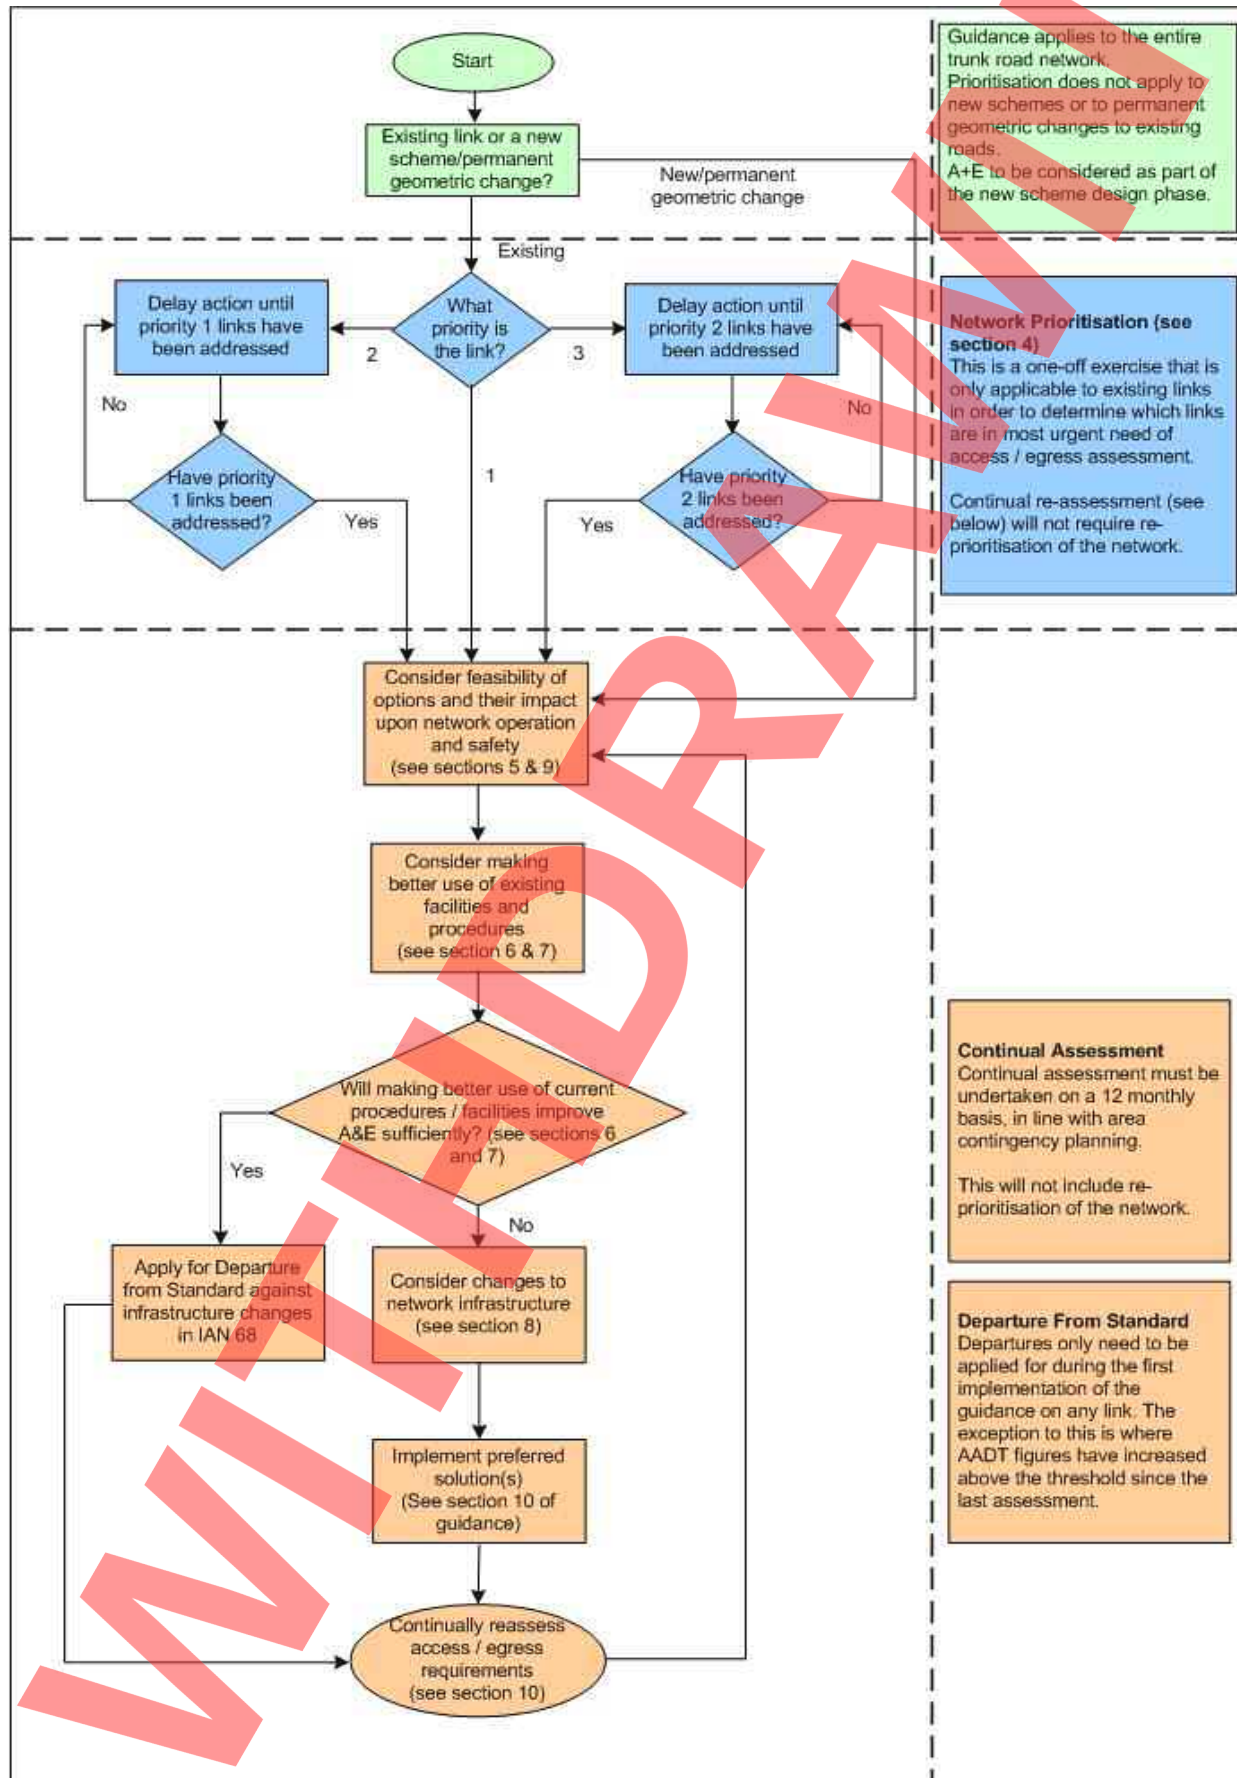 Start
Existing link or a new
scheme/permanent
geometric change?
New/permanent
geometric change
Guidance applies to the entire
trunk road network.
Prioritisation does not apply to
new schemes or to permanent
geometric changes to existing
roads.
A+E to be considered as part of
the new scheme design phase.
Existing
Delay action until
priority 1 links have
been addressed
What
priority is
the link?
Delay action until
priority 2 links have
been addressed
2
3
No
No
1
Have priority
1 links been
addressed?
Have priority
2 links been
addressed?
Yes
Yes
Network Prioritisation (see
section 4)
This is a one-off exercise that is
only applicable to existing links
in order to determine which links
are in most urgent need of
access / egress assessment.
Continual re-assessment (see
below) will not require re-
prioritisation of the network.
Consider feasibility of
options and their impact
upon network operation
and safety
(see sections 5 & 9)
Consider making
better use of existing
facilities and
procedures
(see section 6 & 7)
Will making better use of current
procedures / facilities improve
A&E sufficiently? (see sections 6
and 7)
Yes
No
Apply for Departure
from Standard against
infrastructure changes
in IAN 68
Consider changes to
network infrastructure
(see section 8)
Implement preferred
solution(s)
(See section 10 of
guidance)
Continually reassess
access / egress
requirements
(see section 10)
Continual Assessment
Continual assessment must be
undertaken on a 12 monthly
basis, in line with area
contingency planning.
This will not include re-
prioritisation of the network.
Departure From Standard
Departures only need to be
applied for during the first
implementation of the
guidance on any link. The
exception to this is where
AADT figures have increased
above the threshold since the
last assessment.